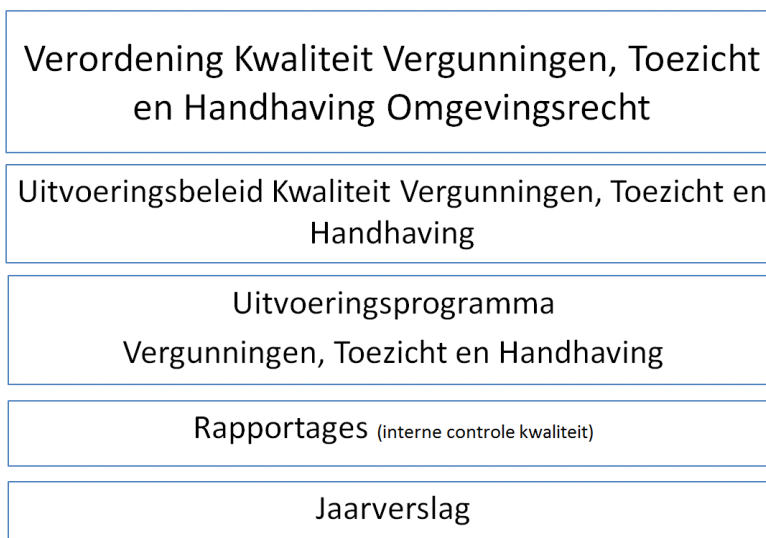 Verordening Kwaliteit Vergunningen, Toezicht
en Handhaving Omgevingsrecht
Uitvoeringsbeleid Kwaliteit Vergunningen, Toezicht en
Handhaving
Uitvoeringsprogramma
Vergunningen, Toezicht en Handhaving
Rapportages (interne controle kwaliteit)
Jaarverslag